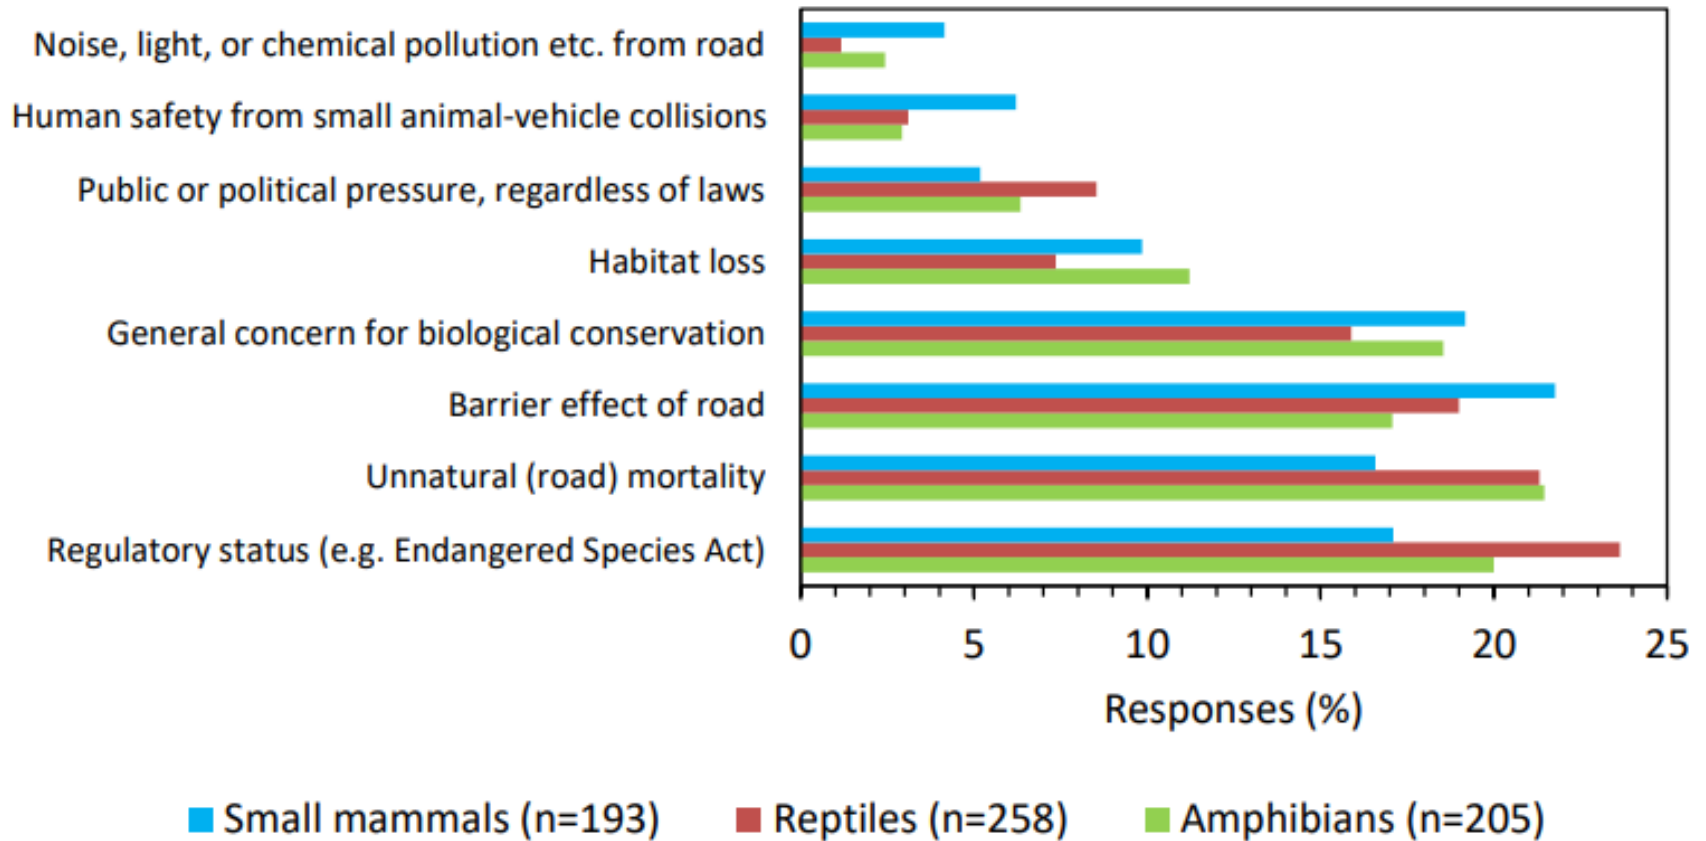 Noise, light, or chemical pollution etc. from road
Human safety from small animal-vehicle collisions
Public or political pressure, regardless of laws
Habitat loss
General concern for biological conservation
Barrier effect of road
Unnatural (road) mortality
Regulatory status (e.g. Endangered Species Act)
0 5 10 15 20 25
Responses (%)
Small mammals (n=193) Reptiles (n=258) Amphibians (n=205)